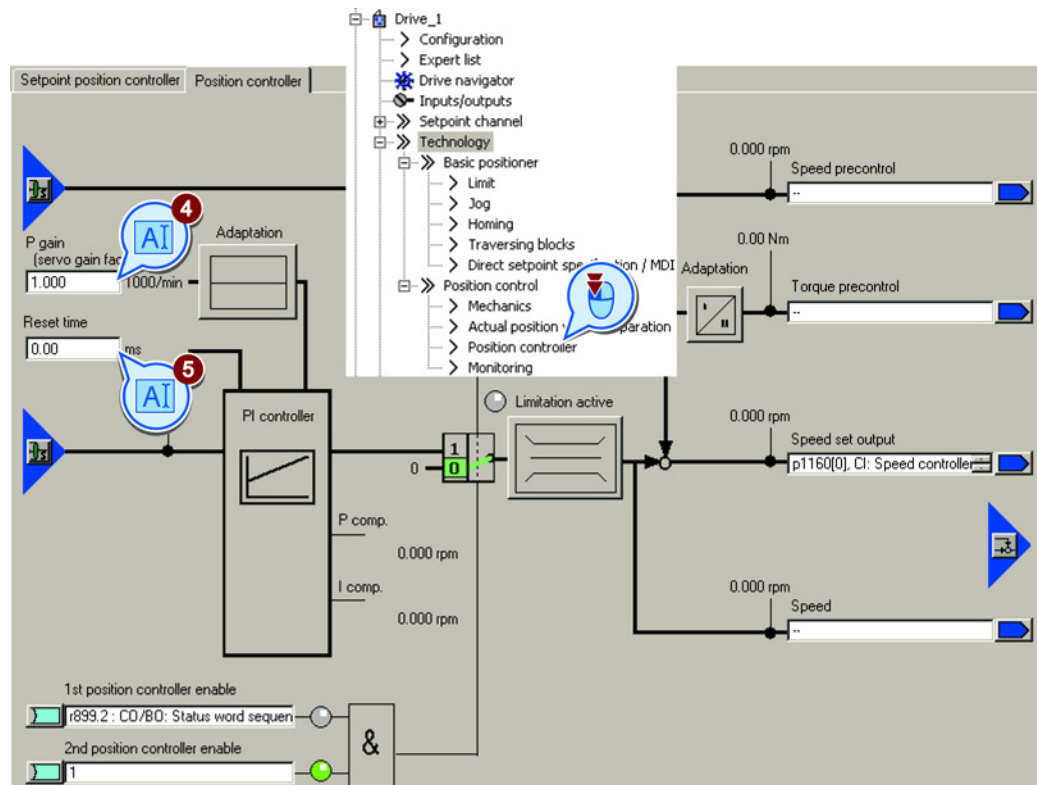 Drive_1
Configuration
Expert list
Drive navigator
Inputs/outputs
Setpoint channel
Technology
Basic positioner
Limit
Jog
Homing
Traversing blocks
Direct setpoint specification / MDI
Position control
Mechanics
Actual position
Position controller
Monitoring
Setpoint position controller
Position controller
0.000 rpm
Speed precontrol
--
P gain
(servo gain fac
1.000
1000/min
4
AI
Adaptation
0.00 Nm
Adaptation
Torque precontrol
--
Reset time
0.00
ms
5
AI
PI controller
Limitation active
1
0
0
0.000 rpm
Speed set output
p1160[0], CI: Speed controller
P comp.
0.000 rpm
I comp.
0.000 rpm
0.000 rpm
Speed
--
1st position controller enable
r899.2 : CO/BO: Status word sequen
2nd position controller enable
1
&